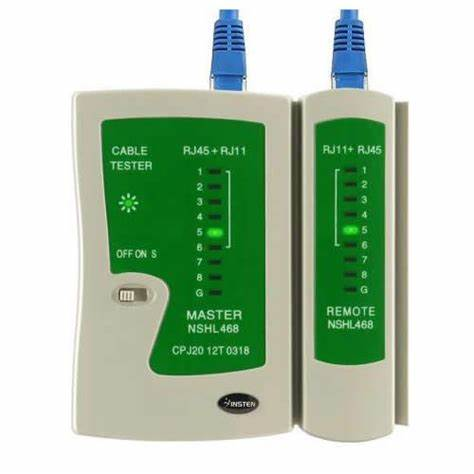 CABLE
TESTER
RJ45 + RJ11
1
2
3
4
5
6
7
8
G
OFF ON S
MASTER
NSHL468
CPJ20 12T 0318
INSTEN
RJ11+ RJ45
1
2
3
4
5
6
7
8
G
REMOTE
NSHL468